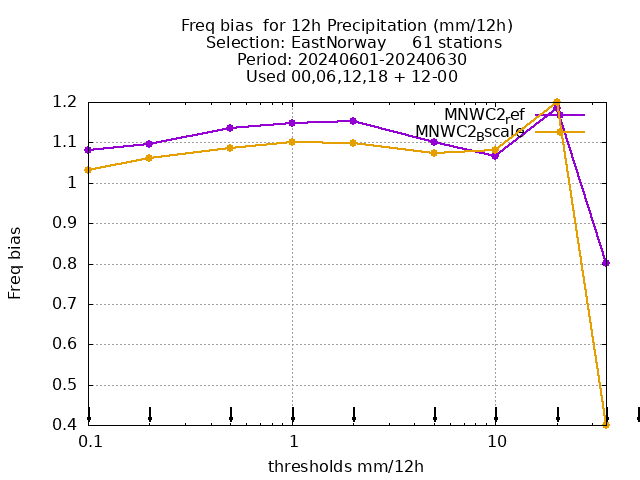 Freq bias  for 12h Precipitation (mm/12h)
Selection: EastNorway     61 stations
Period: 20240601-20240630
Used 00,06,12,18 + 12-00
MNWC2ref
MNWC2Bscale
1.2
1.1
1
0.9
0.8
0.7
0.6
0.5
0.4
Freq bias
0.1
1
10
thresholds mm/12h